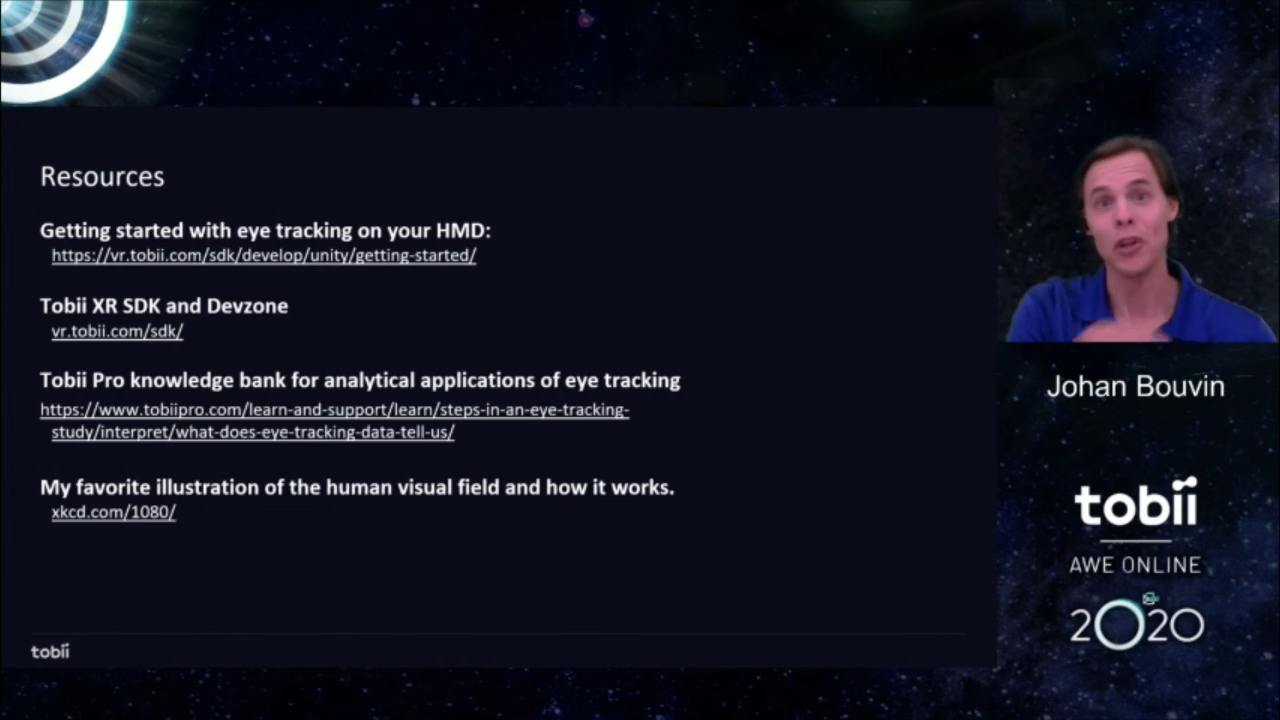 Resources
Getting started with eye tracking on your HMD:
https://vr.tobii.com/sdk/develop/unity/getting-started/
Tobii XR SDK and Devzone
vr.tobii.com/sdk/
Tobii Pro knowledge bank for analytical applications of eye tracking
https://www.tobiipro.com/learn-and-support/learn/steps-in-an-eye-tracking-
study/interpret/what-does-eye-tracking-data-tell-us/
My favorite illustration of the human visual field and how it works.
xkcd.com/1080/
tobii
Johan Bouvin
tobii
AWE ONLINE
2020